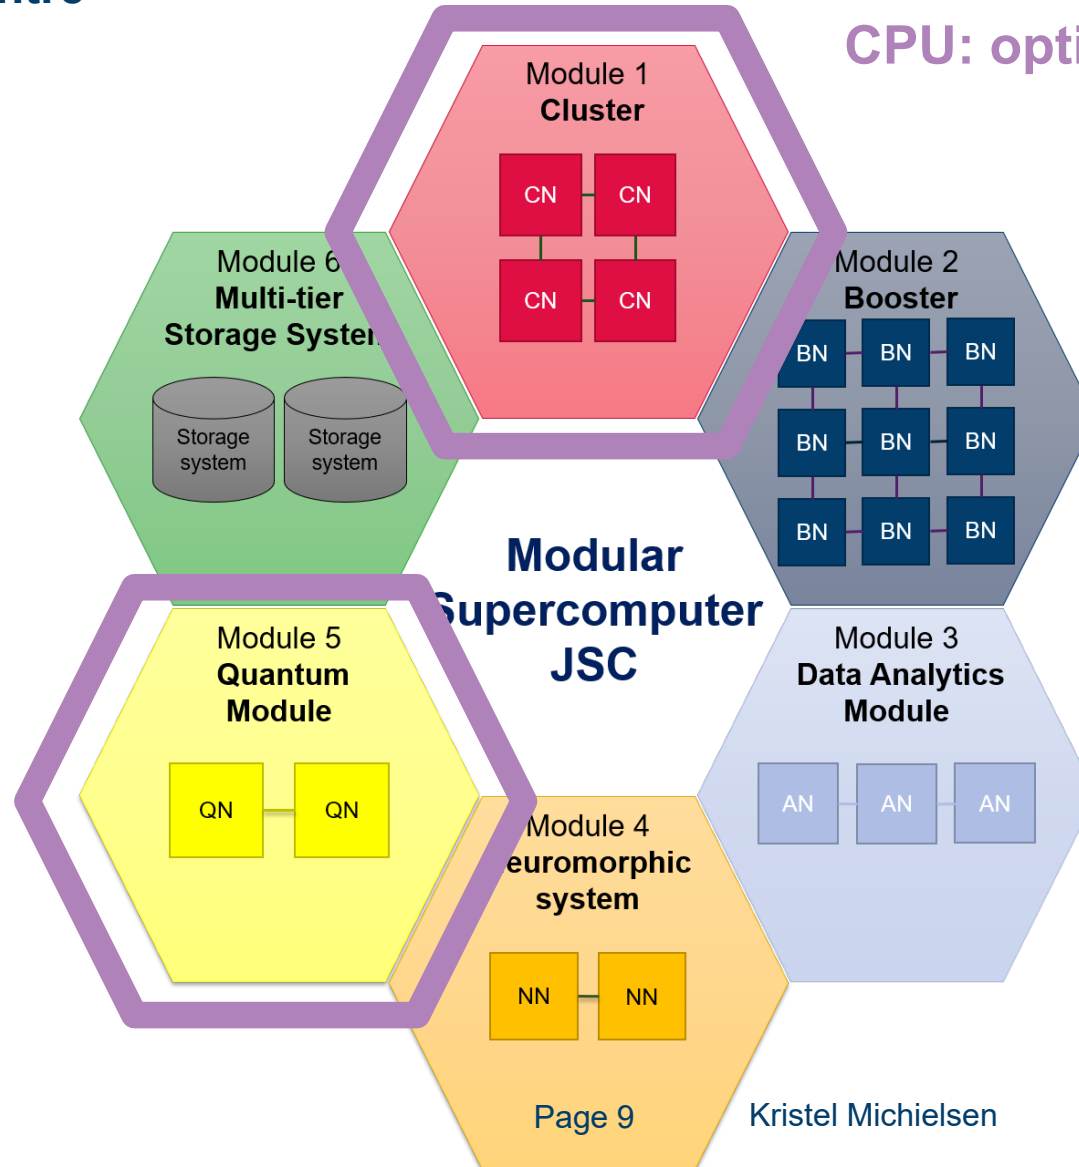 CPU: opti
Module 1
Cluster
CN CN
CN CN
Module 6
Multi-tier
Storage System
Storage
system
Storage
system
Module 2
Booster
BN BN BN
BN BN BN
BN BN BN
Modular
Supercomputer
JSC
Module 5
Quantum
Module
QN QN
Module 3
Data Analytics
Module
AN AN AN
Module 4
euromorphic
system
NN NN
Page 9
Kristel Michielsen